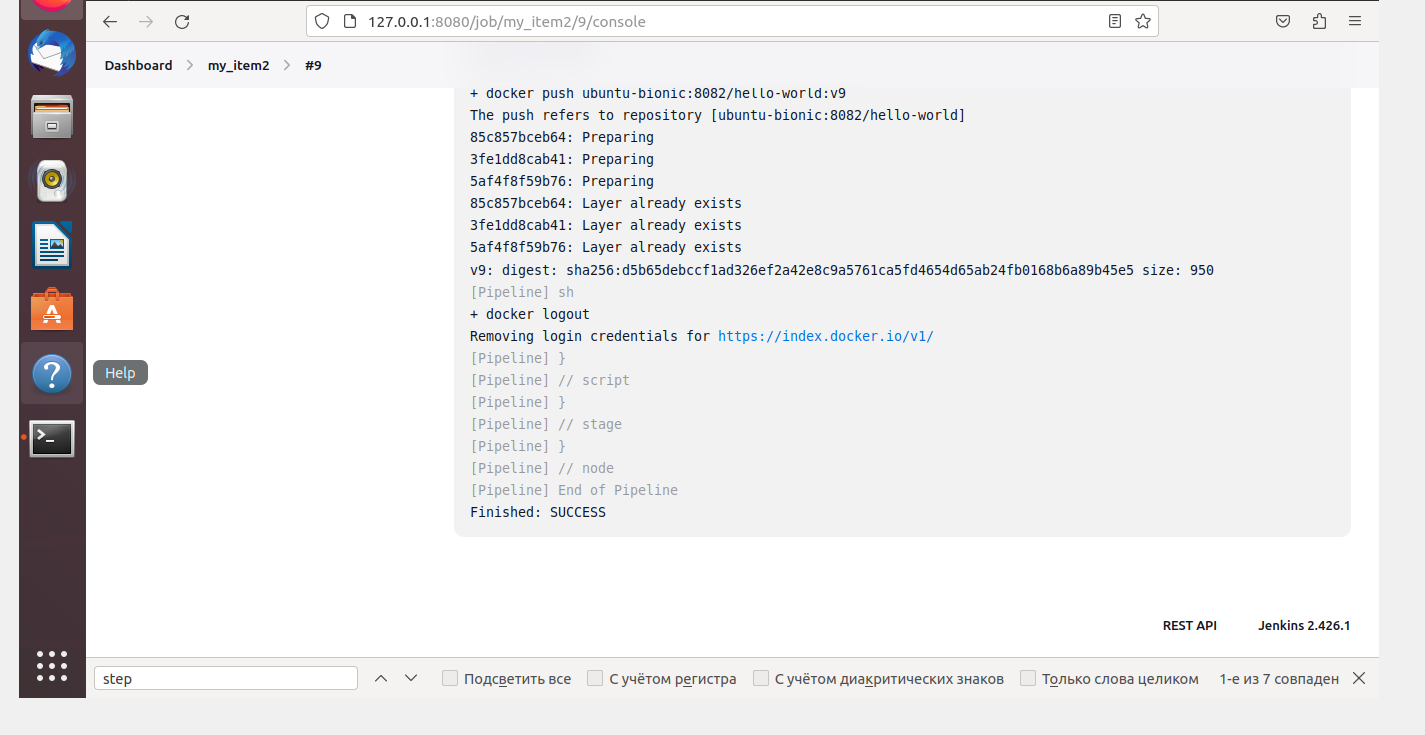 127.0.0.1:8080/job/my_item2/9/console
Dashboard > my_item2 > #9
+ docker push ubuntu-bionic:8082/hello-world:v9
The push refers to repository [ubuntu-bionic:8082/hello-world]
85c857bceb64: Preparing
3fe1dd8cab41: Preparing
5af4f8f59b76: Preparing
85c857bceb64: Layer already exists
3fe1dd8cab41: Layer already exists
5af4f8f59b76: Layer already exists
v9: digest: sha256:d5b65debccf1ad326ef2a42e8c9a5761ca5fd4654d65ab24fb0168b6a89b45e5 size: 950
[Pipeline] sh
+ docker logout
Removing login credentials for https://index.docker.io/v1/
[Pipeline] }
Help
[Pipeline] // script
[Pipeline] }
[Pipeline] // stage
[Pipeline] }
[Pipeline] // node
[Pipeline] End of Pipeline
Finished: SUCCESS
REST API Jenkins 2.426.1
step Подсветить все С учётом регистра С учётом диакритических знаков Только слова целиком 1-е из 7 совпаден